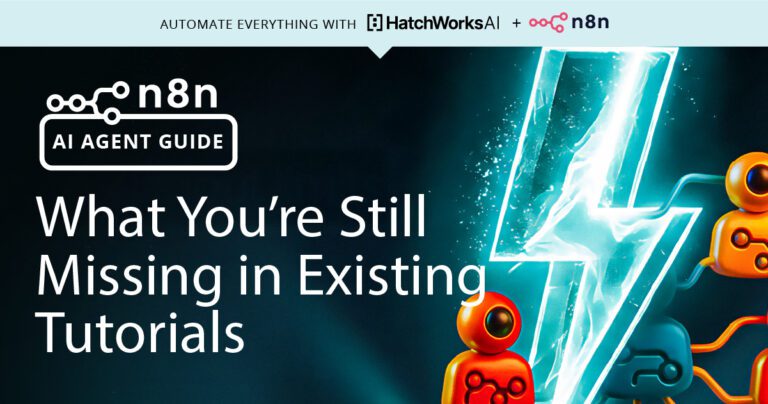 AUTOMATE EVERYTHING WITH HatchWorksAI + n8n
n8n
AI AGENT GUIDE
What You’re Still
Missing in Existing
Tutorials